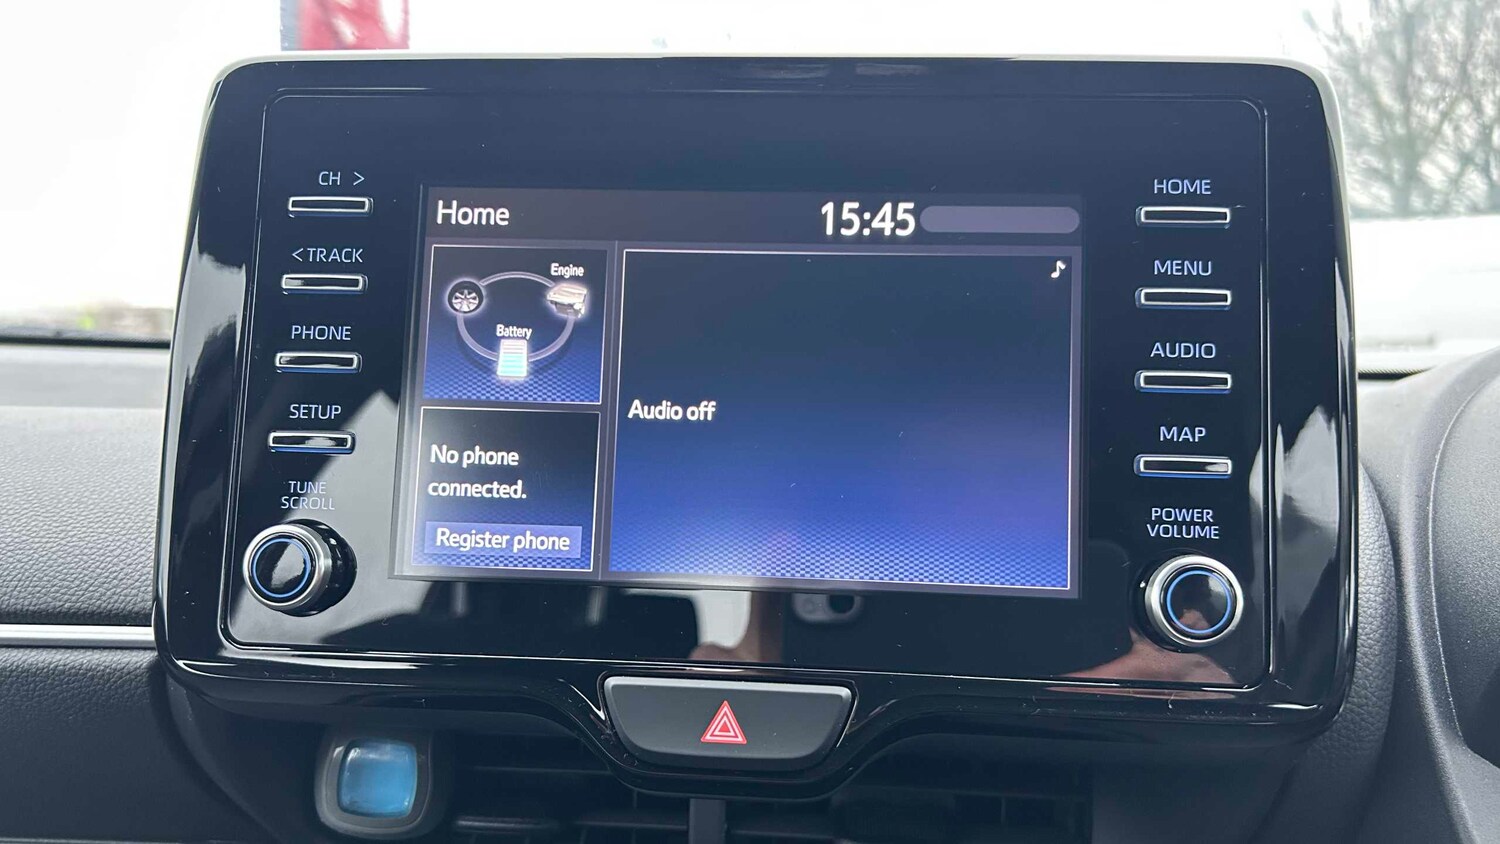 CH >
< TRACK
PHONE
SETUP
TUNE
SCROLL
Home
15:45
Engine
Battery
No phone
connected.
Register phone
Audio off
HOME
MENU
AUDIO
MAP
POWER
VOLUME